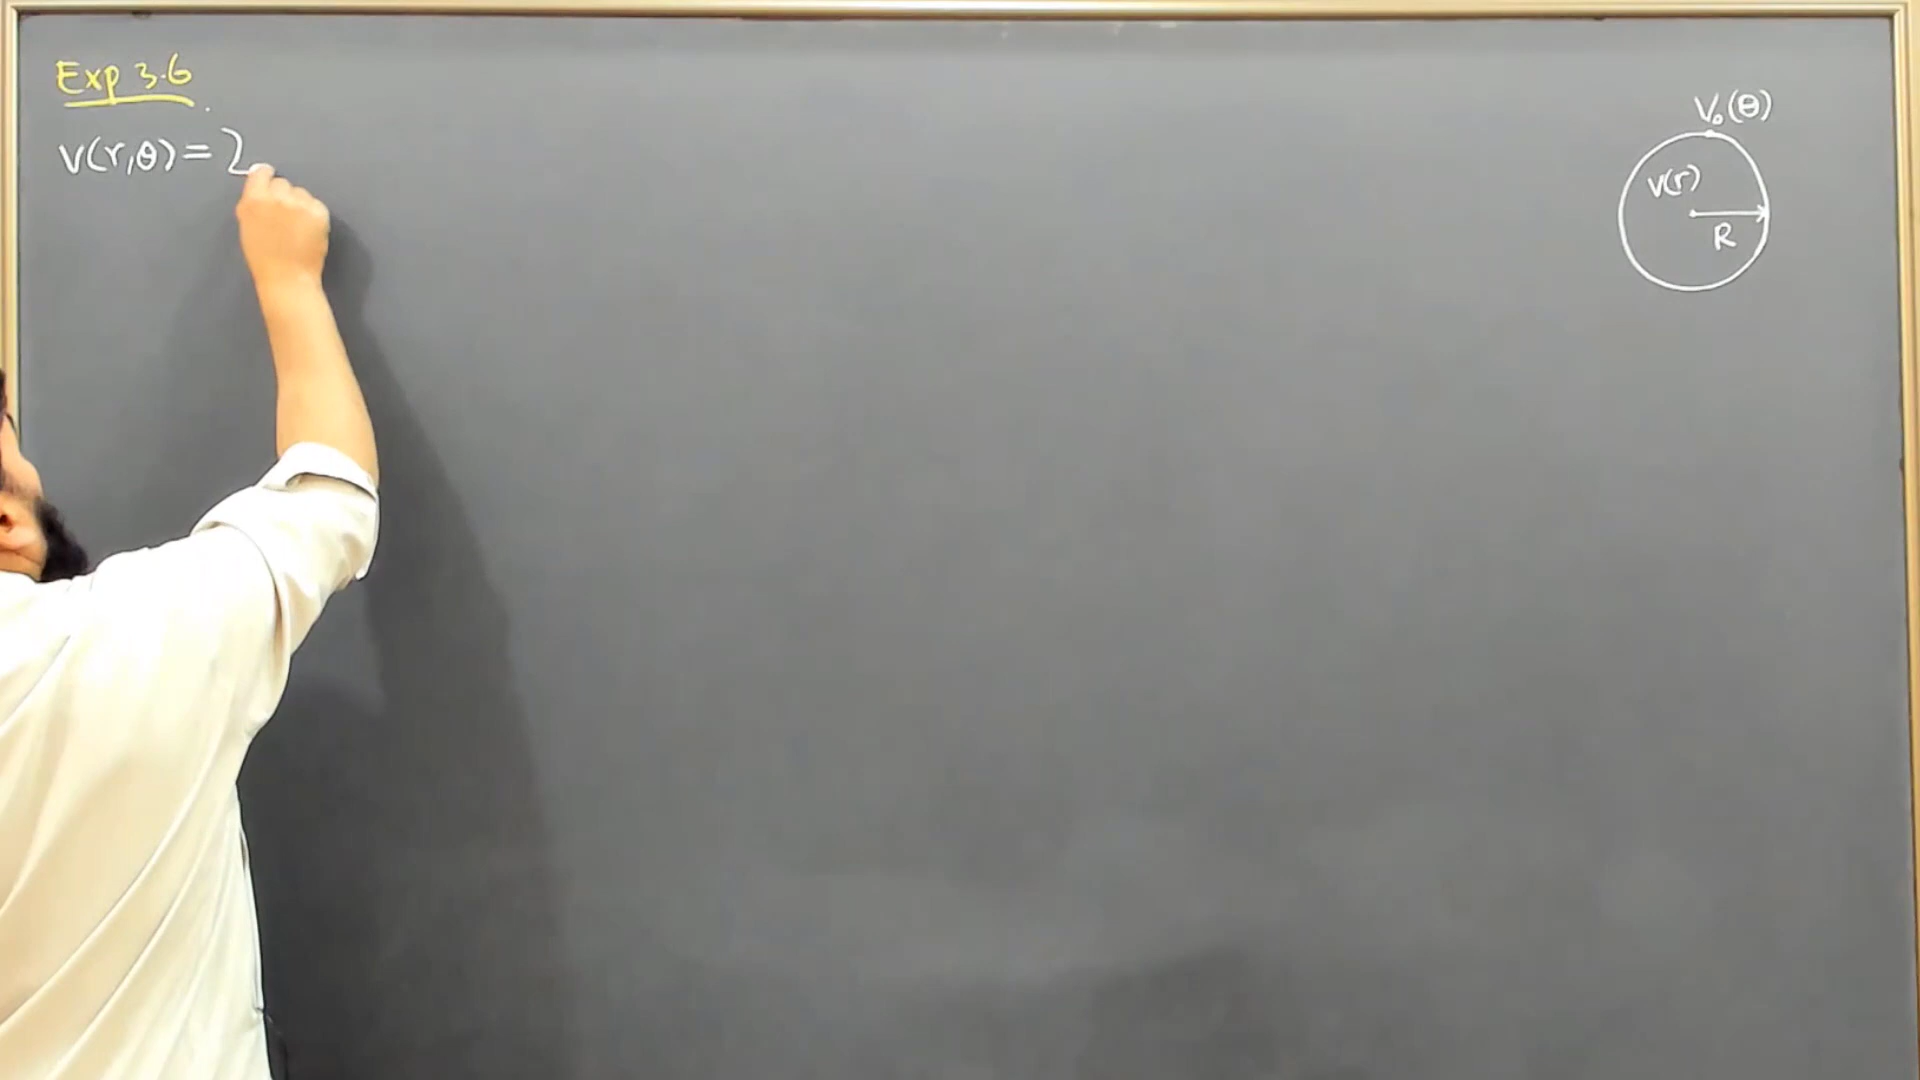 Exp 3.6
V(r,θ) =
V₀(θ)
V(r)
R